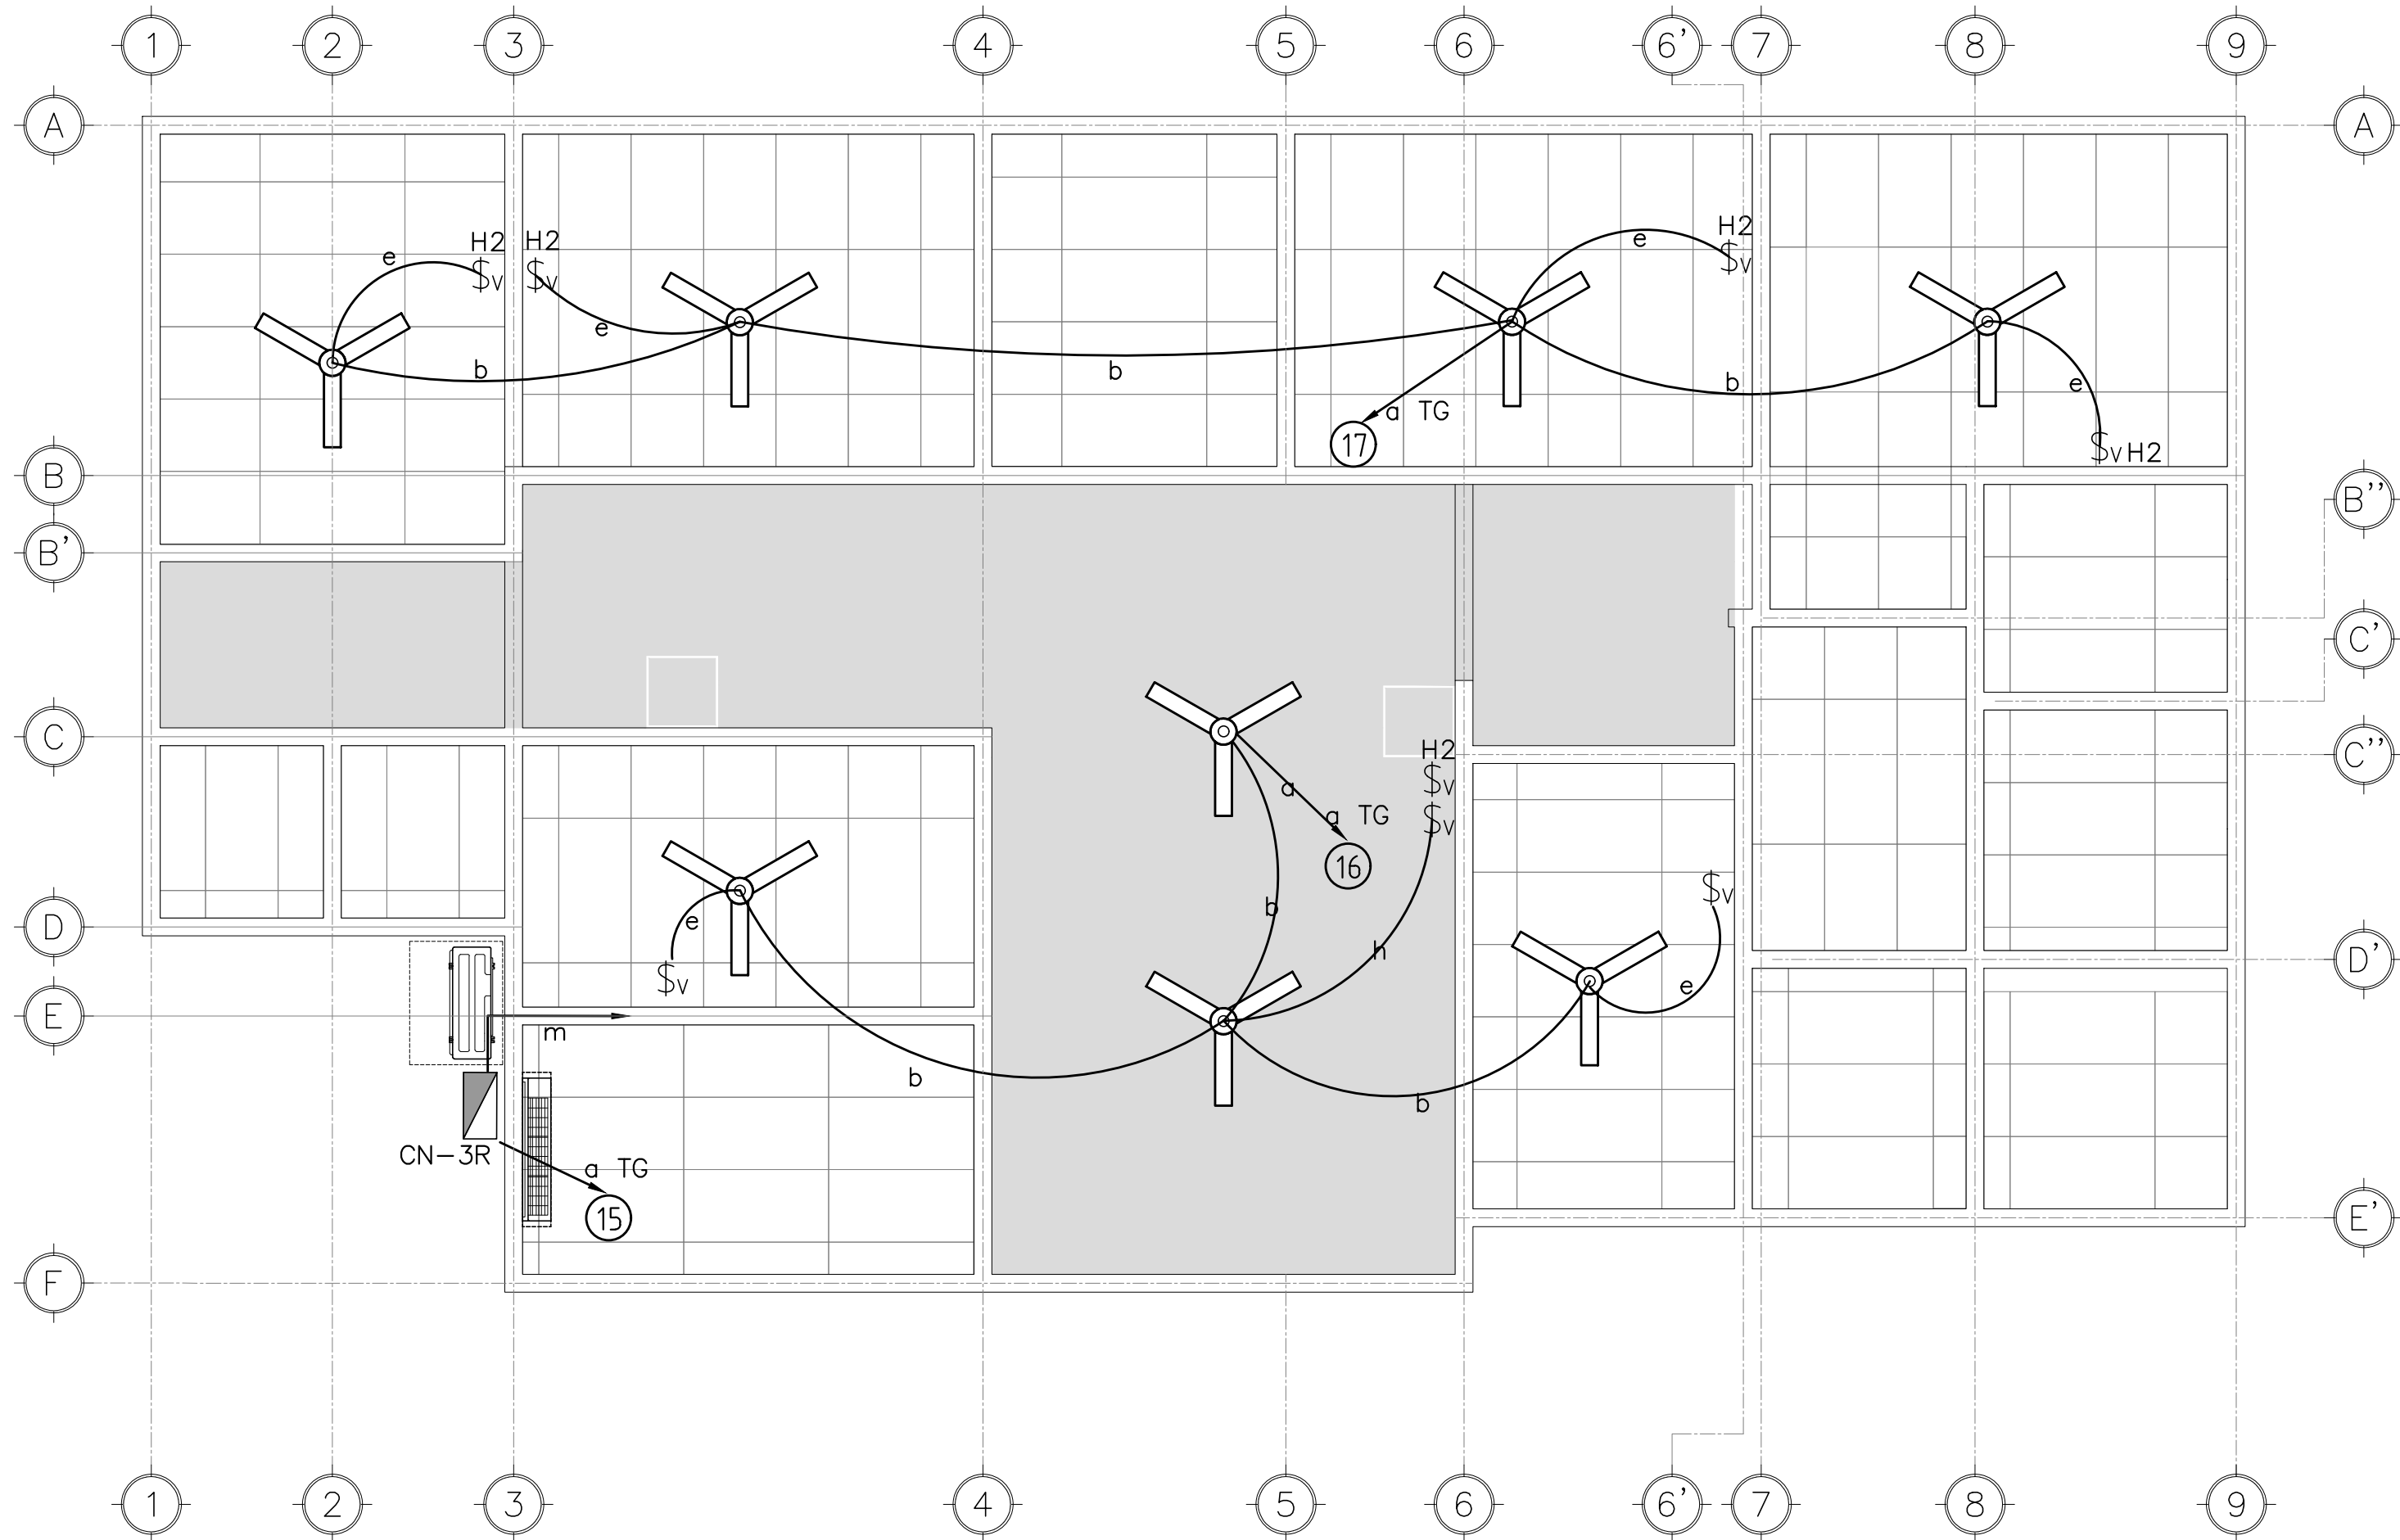 1 2 3 4 5 6 6' 7 8 9
A A
H2 H2 H2
$v $v $v
e e e
b b b e
a TG
17
$v H2
B B''
B'
C'
C C''
H2
$v
$v
a
a TG
16
$v
e b e
h
$v
D D'
E
m
b b
CN-3R
a TG
15
E'
F
1 2 3 4 5 6 6' 7 8 9